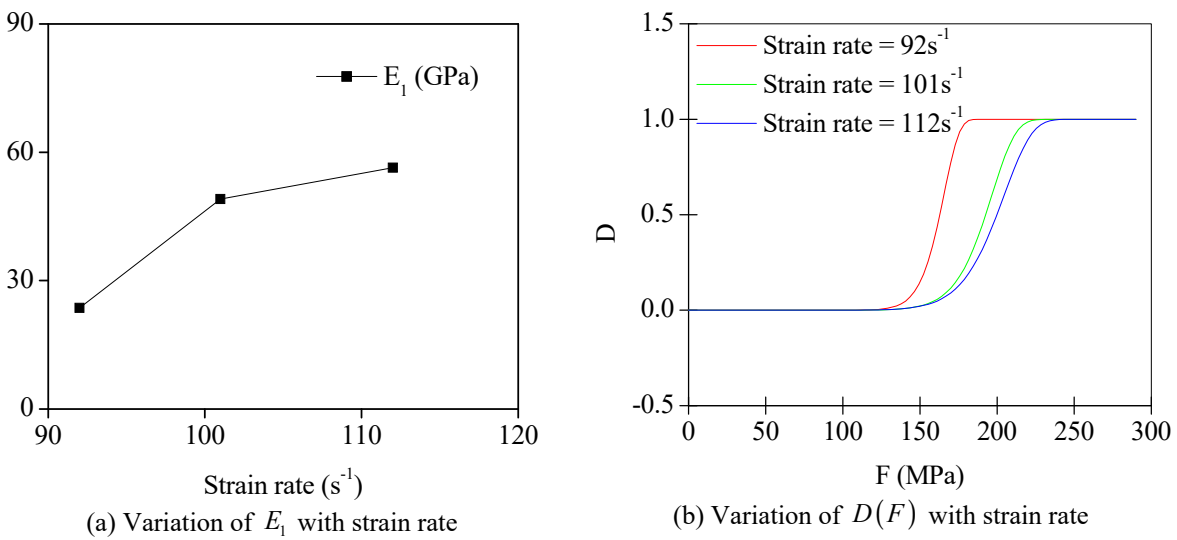 90
60
30
0
90
100
110
120
E₁ (GPa)
Strain rate (s⁻¹)
(a) Variation of E₁ with strain rate
1.5
1.0
0.5
0.0
-0.5
D
Strain rate = 92s⁻¹
Strain rate = 101s⁻¹
Strain rate = 112s⁻¹
0
50
100
150
200
250
300
F (MPa)
(b) Variation of D(F) with strain rate